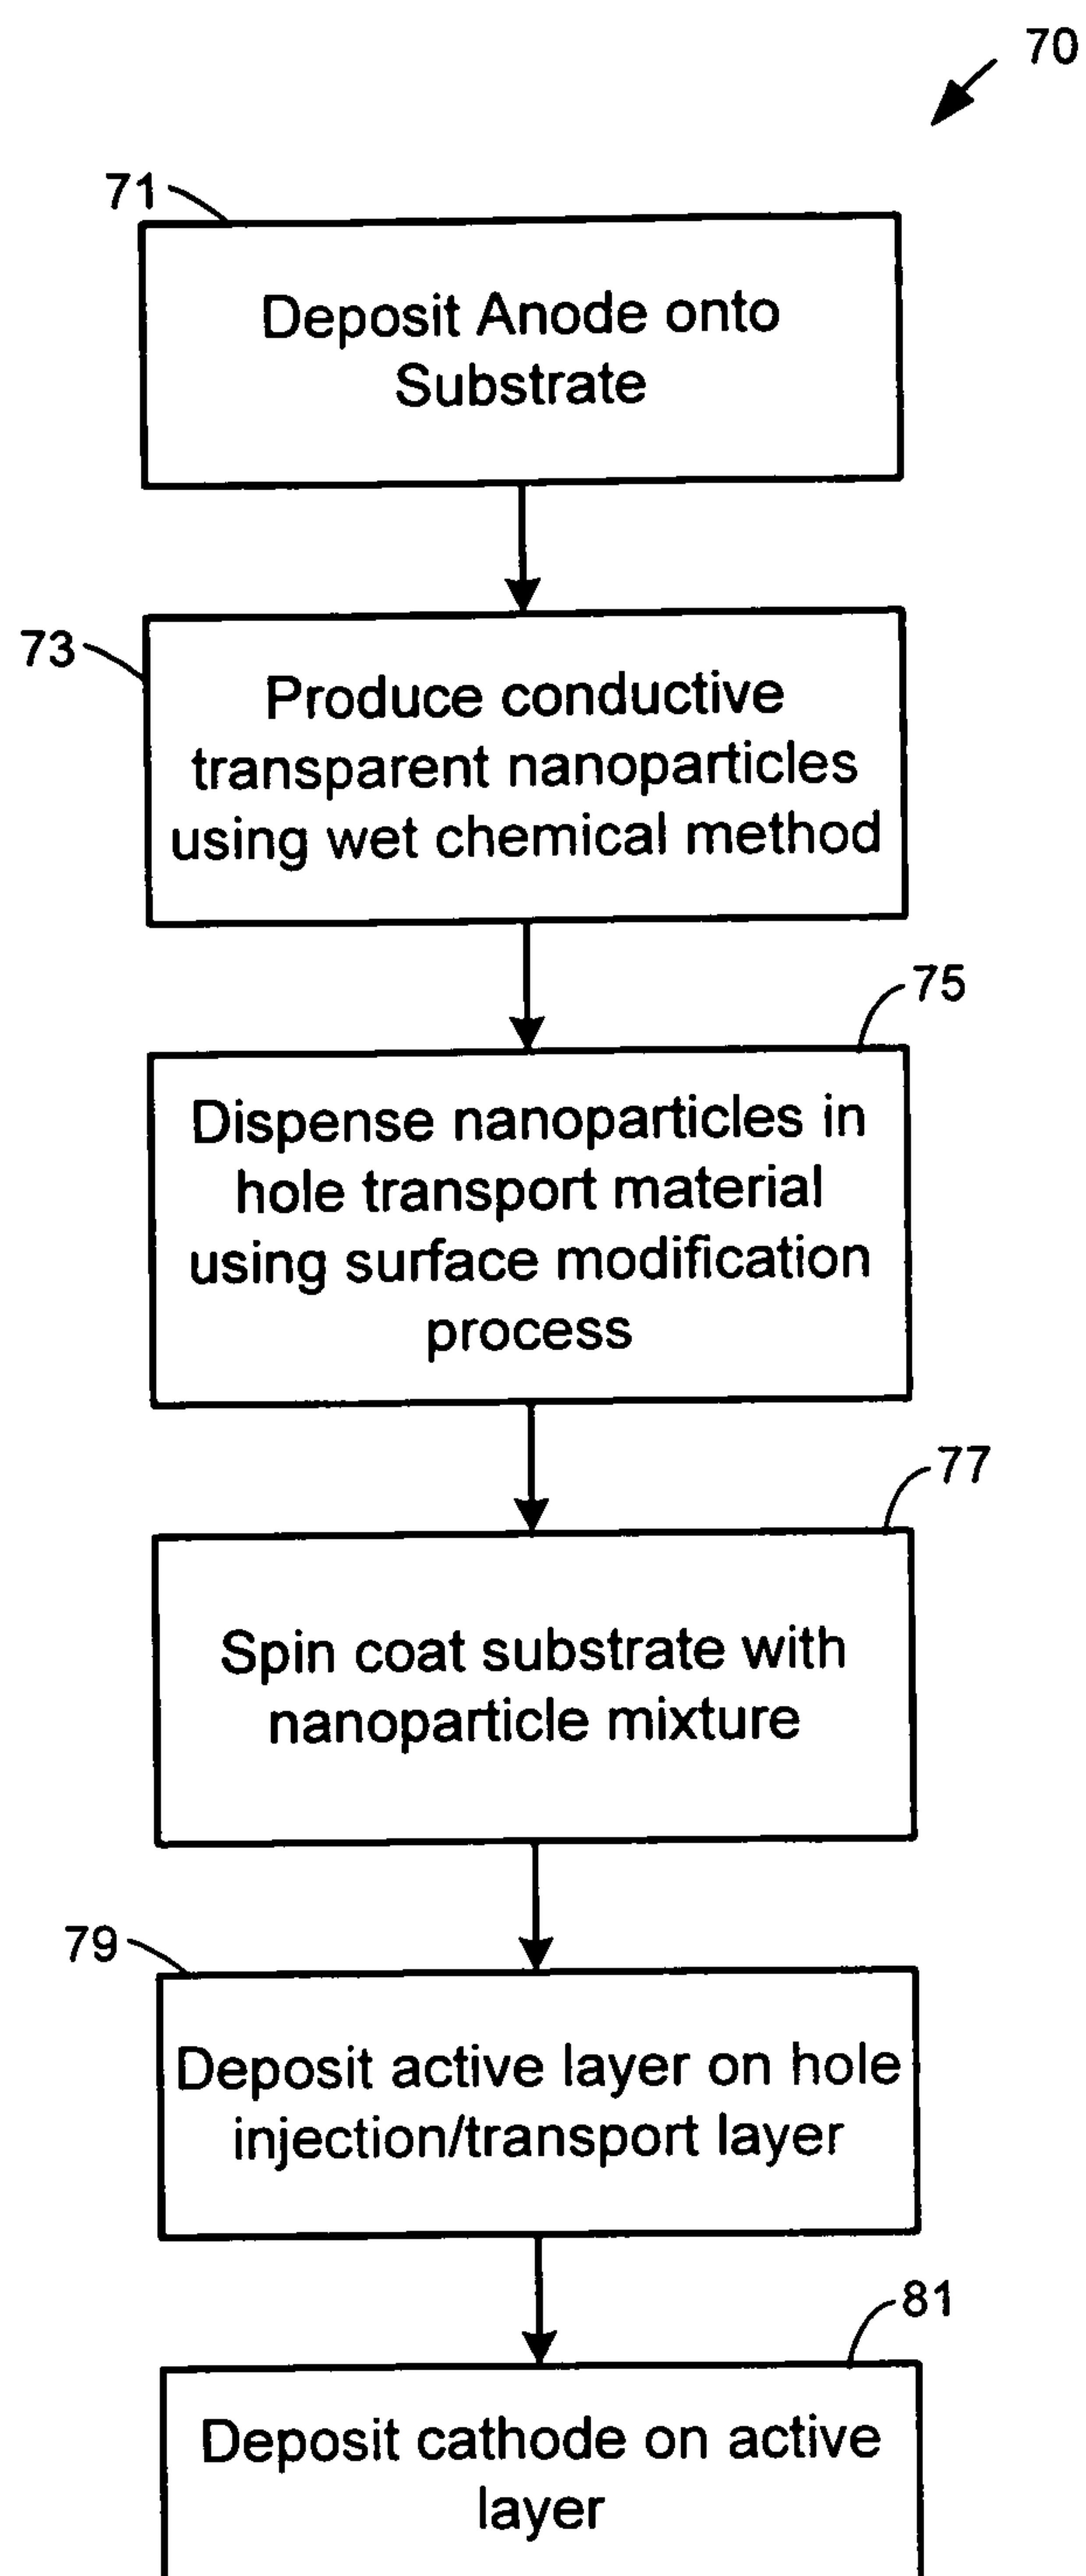 70
71
Deposit Anode onto
Substrate
73
Produce conductive
transparent nanoparticles
using wet chemical method
75
Dispense nanoparticles in
hole transport material
using surface modification
process
77
Spin coat substrate with
nanoparticle mixture
79
Deposit active layer on hole
injection/transport layer
81
Deposit cathode on active
layer